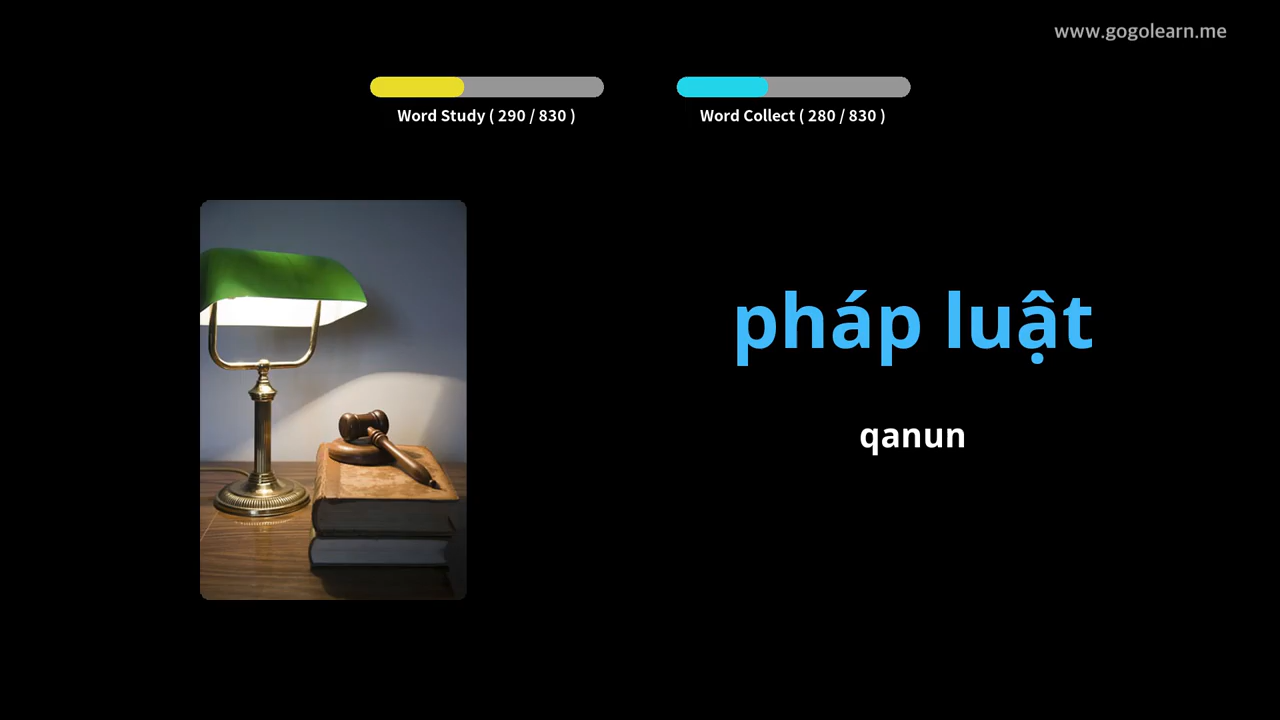 www.gogolearn.me
Word Study ( 290 / 830 )
Word Collect ( 280 / 830 )
pháp luật
qanun